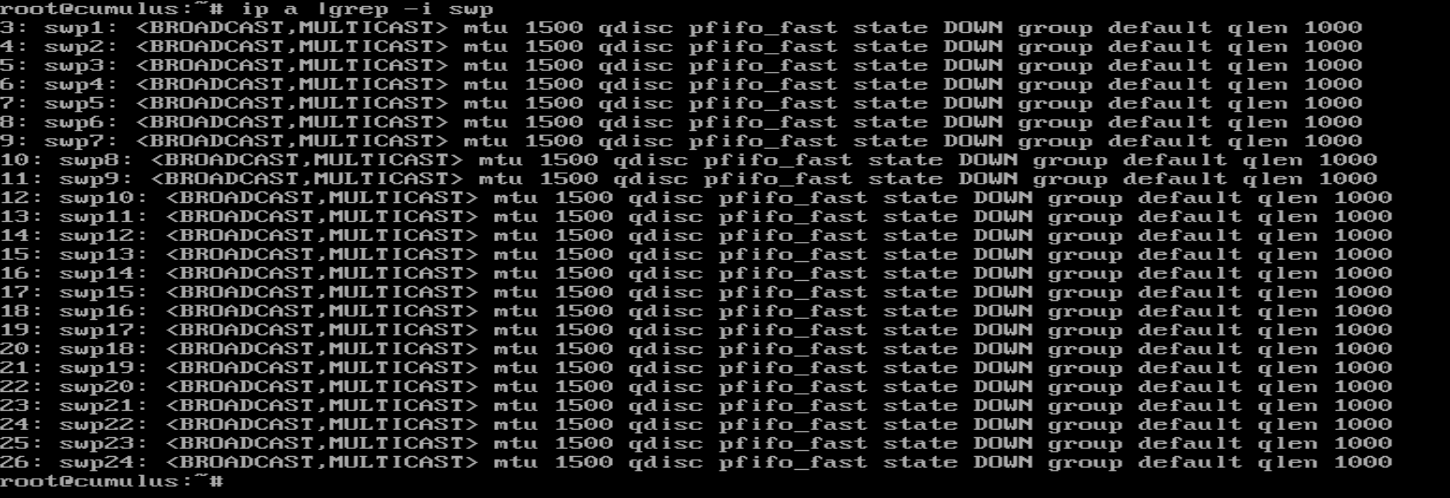 root@cumulus:~# ip a |grep -i swp
3: swp1: <BROADCAST,MULTICAST> mtu 1500 qdisc pfifo_fast state DOWN group default qlen 1000
4: swp2: <BROADCAST,MULTICAST> mtu 1500 qdisc pfifo_fast state DOWN group default qlen 1000
5: swp3: <BROADCAST,MULTICAST> mtu 1500 qdisc pfifo_fast state DOWN group default qlen 1000
6: swp4: <BROADCAST,MULTICAST> mtu 1500 qdisc pfifo_fast state DOWN group default qlen 1000
7: swp5: <BROADCAST,MULTICAST> mtu 1500 qdisc pfifo_fast state DOWN group default qlen 1000
8: swp6: <BROADCAST,MULTICAST> mtu 1500 qdisc pfifo_fast state DOWN group default qlen 1000
9: swp7: <BROADCAST,MULTICAST> mtu 1500 qdisc pfifo_fast state DOWN group default qlen 1000
10: swp8: <BROADCAST,MULTICAST> mtu 1500 qdisc pfifo_fast state DOWN group default qlen 1000
11: swp9: <BROADCAST,MULTICAST> mtu 1500 qdisc pfifo_fast state DOWN group default qlen 1000
12: swp10: <BROADCAST,MULTICAST> mtu 1500 qdisc pfifo_fast state DOWN group default qlen 1000
13: swp11: <BROADCAST,MULTICAST> mtu 1500 qdisc pfifo_fast state DOWN group default qlen 1000
14: swp12: <BROADCAST,MULTICAST> mtu 1500 qdisc pfifo_fast state DOWN group default qlen 1000
15: swp13: <BROADCAST,MULTICAST> mtu 1500 qdisc pfifo_fast state DOWN group default qlen 1000
16: swp14: <BROADCAST,MULTICAST> mtu 1500 qdisc pfifo_fast state DOWN group default qlen 1000
17: swp15: <BROADCAST,MULTICAST> mtu 1500 qdisc pfifo_fast state DOWN group default qlen 1000
18: swp16: <BROADCAST,MULTICAST> mtu 1500 qdisc pfifo_fast state DOWN group default qlen 1000
19: swp17: <BROADCAST,MULTICAST> mtu 1500 qdisc pfifo_fast state DOWN group default qlen 1000
20: swp18: <BROADCAST,MULTICAST> mtu 1500 qdisc pfifo_fast state DOWN group default qlen 1000
21: swp19: <BROADCAST,MULTICAST> mtu 1500 qdisc pfifo_fast state DOWN group default qlen 1000
22: swp20: <BROADCAST,MULTICAST> mtu 1500 qdisc pfifo_fast state DOWN group default qlen 1000
23: swp21: <BROADCAST,MULTICAST> mtu 1500 qdisc pfifo_fast state DOWN group default qlen 1000
24: swp22: <BROADCAST,MULTICAST> mtu 1500 qdisc pfifo_fast state DOWN group default qlen 1000
25: swp23: <BROADCAST,MULTICAST> mtu 1500 qdisc pfifo_fast state DOWN group default qlen 1000
26: swp24: <BROADCAST,MULTICAST> mtu 1500 qdisc pfifo_fast state DOWN group default qlen 1000
root@cumulus:~#